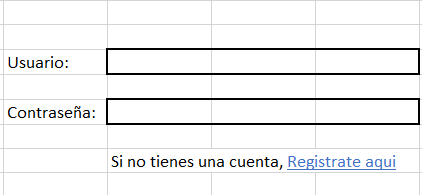 Usuario:
Contraseña:
Si no tienes una cuenta, Registrate aqui